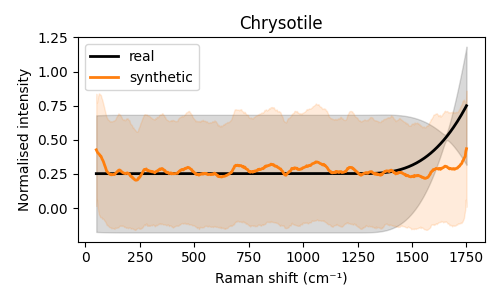 Chrysotile
real
synthetic
Normalised intensity
1.25
1.00
0.75
0.50
0.25
0.00
0 250 500 750 1000 1250 1500 1750
Raman shift (cm⁻¹)